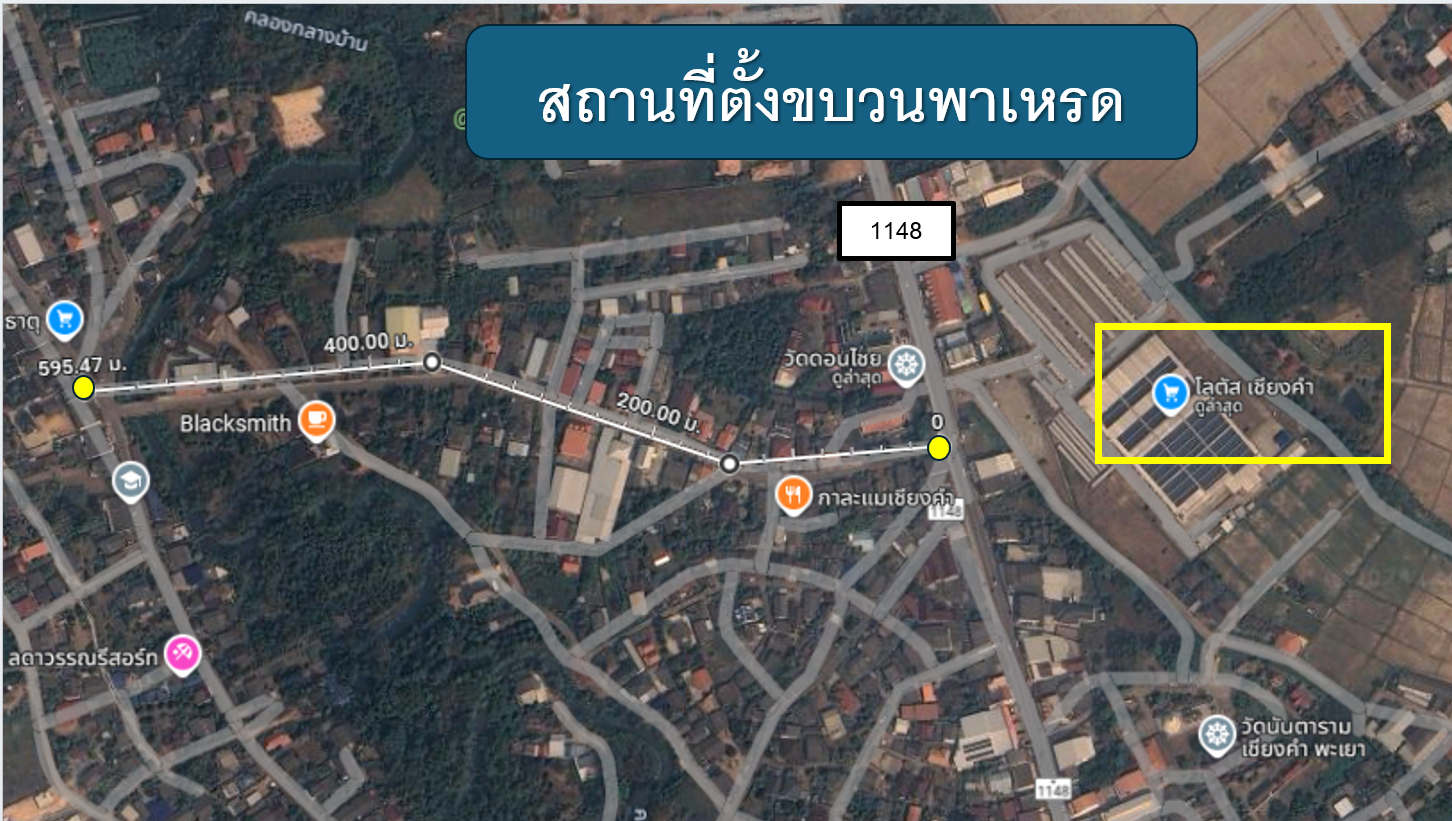 คลองกลางบ้าน
สถานที่ตั้งขบวนพาเหรด
1148
ธาตุ
595.47 ม.
400.00 ม.
วัดดอนไชย
ดูล่าสุด
โลตัส เชียงคำ
ดูล่าสุด
Blacksmith
200.00 ม.
0
กาละแมเชียงคำ
1148
ลดาวรรณรีสอร์ท
วัดนันตาราม
เชียงคำ พะเยา
1148